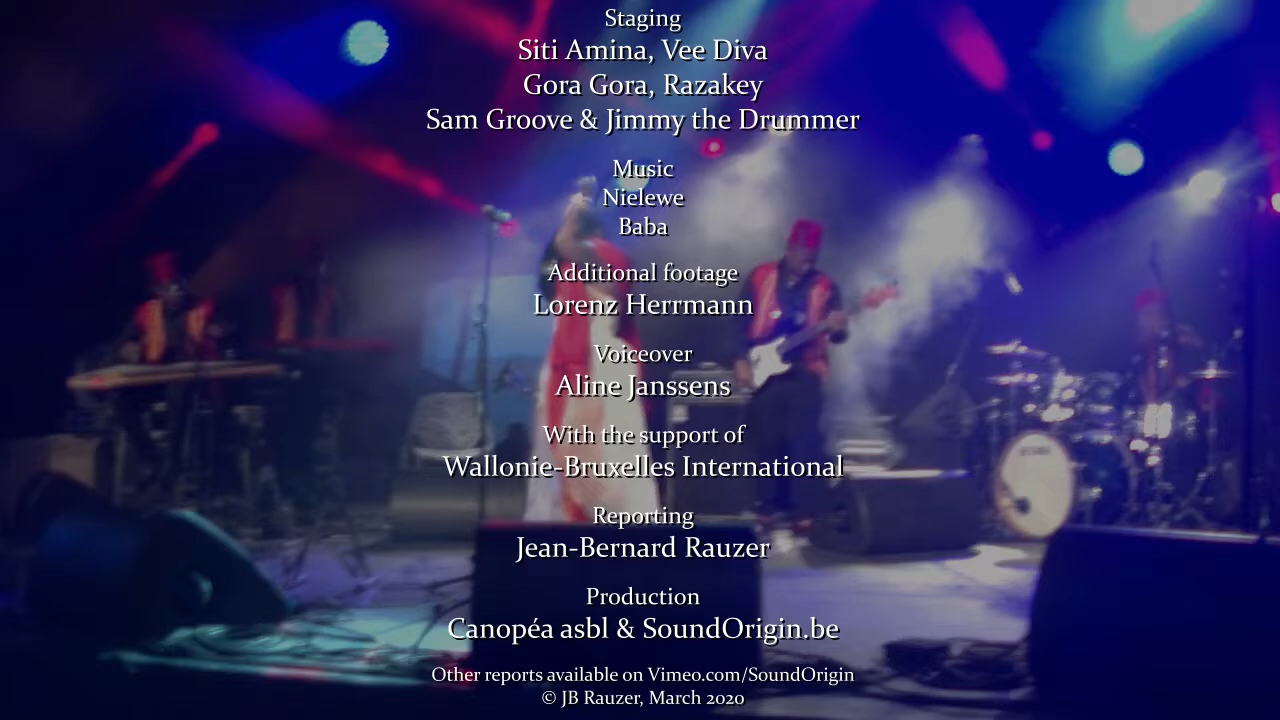 Staging
Siti Amina, Vee Diva
Gora Gora, Razakey
Sam Groove & Jimmy the Drummer
Music
Nielewe
Baba
Additional footage
Lorenz Herrmann
Voiceover
Aline Janssens
With the support of
Wallonie-Bruxelles International
Reporting
Jean-Bernard Rauzer
Production
Canopéa asbl & SoundOrigin.be
Other reports available on Vimeo.com/SoundOrigin
© JB Rauzer, March 2020